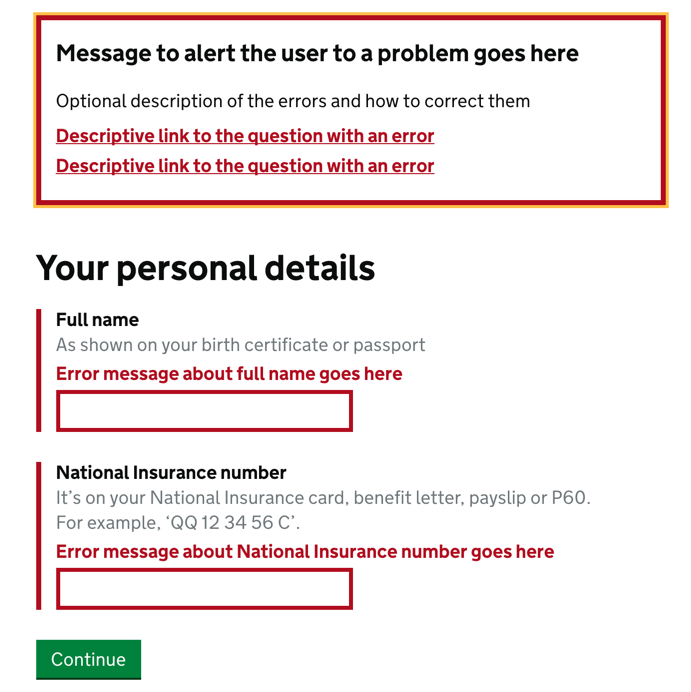 Message to alert the user to a problem goes here
Optional description of the errors and how to correct them
Descriptive link to the question with an error
Descriptive link to the question with an error
Your personal details
Full name
As shown on your birth certificate or passport
Error message about full name goes here
National Insurance number
It’s on your National Insurance card, benefit letter, payslip or P60.
For example, ‘QQ 12 34 56 C’.
Error message about National Insurance number goes here
Continue